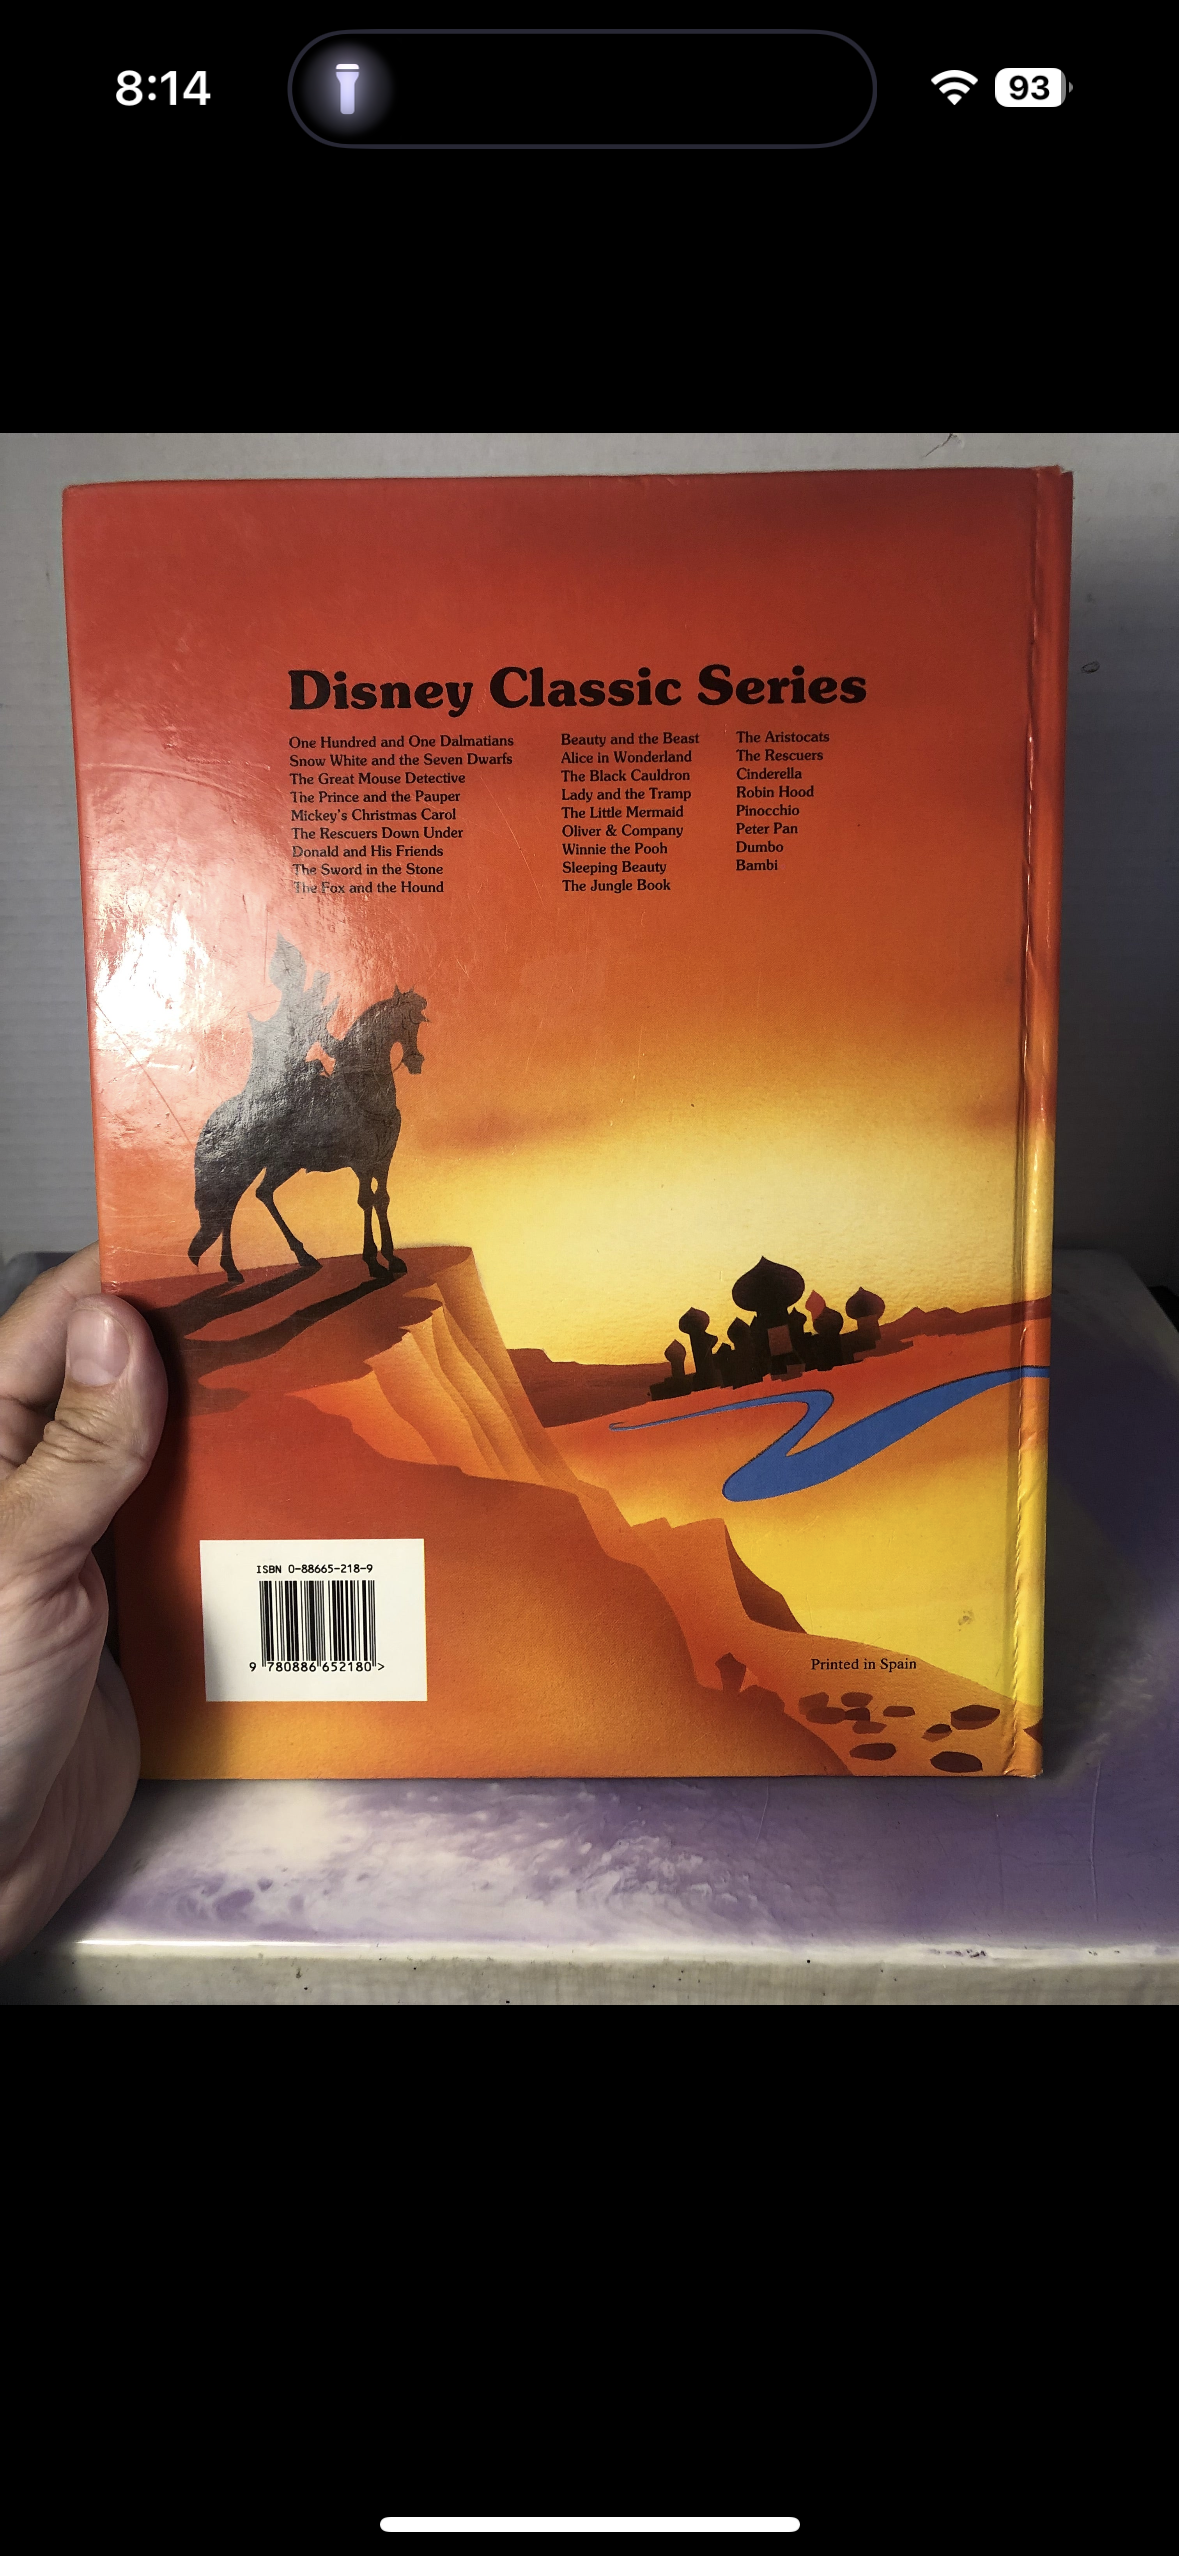 8:14
93
Disney Classic Series
One Hundred and One Dalmatians
Snow White and the Seven Dwarfs
The Great Mouse Detective
The Prince and the Pauper
Mickey's Christmas Carol
The Rescuers Down Under
Donald and His Friends
The Sword in the Stone
The Fox and the Hound
Beauty and the Beast
Alice in Wonderland
The Black Cauldron
Lady and the Tramp
The Little Mermaid
Oliver & Company
Winnie the Pooh
Sleeping Beauty
The Jungle Book
The Aristocats
The Rescuers
Cinderella
Robin Hood
Pinocchio
Peter Pan
Dumbo
Bambi
ISBN 0-88665-218-9
9 780886 652180 >
Printed in Spain